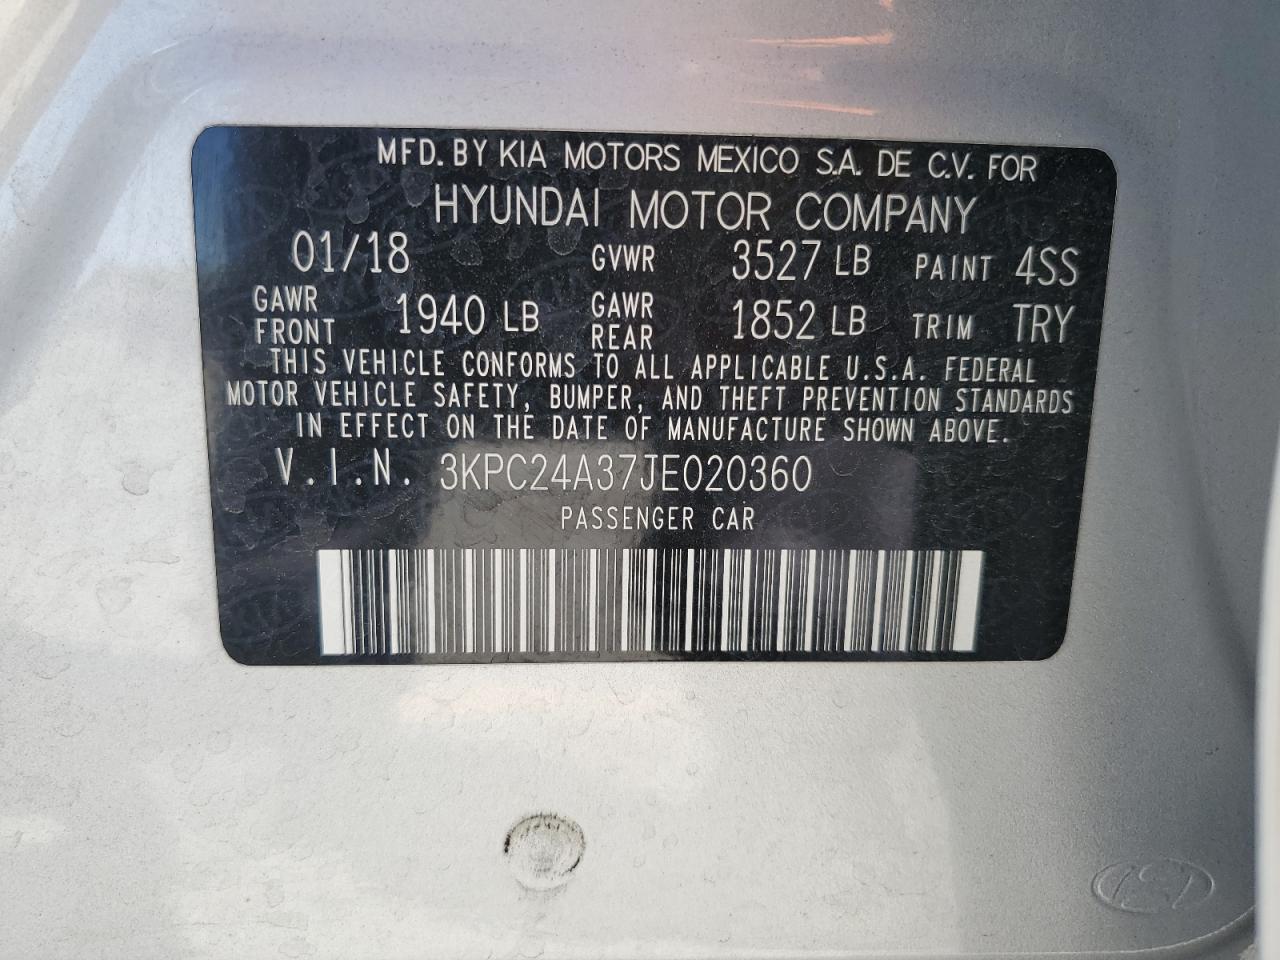 MFD. BY KIA MOTORS MEXICO S.A. DE C.V. FOR
HYUNDAI MOTOR COMPANY
01/18 GVWR 3527 LB PAINT 4SS
GAWR FRONT 1940 LB GAWR REAR 1852 LB TRIM TRY
THIS VEHICLE CONFORMS TO ALL APPLICABLE U.S.A. FEDERAL
MOTOR VEHICLE SAFETY, BUMPER, AND THEFT PREVENTION STANDARDS
IN EFFECT ON THE DATE OF MANUFACTURE SHOWN ABOVE.
V.I.N. 3KPC24A37JE020360
PASSENGER CAR